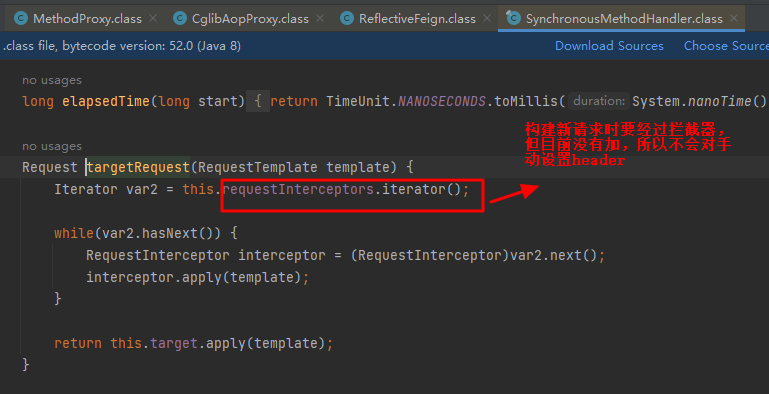 MethodProxy.class × CglibAopProxy.class × ReflectiveFeign.class × SynchronousMethodHandler.class ×
.class file, bytecode version: 52.0 (Java 8) Download Sources Choose Source
no usages
long elapsedTime(long start) { return TimeUnit.NANOSECONDS.toMillis( duration: System.nanoTime()
no usages
构建新请求时要经过拦截器，
但目前没有加，所以不会对手
动设置header
Request targetRequest(RequestTemplate template) {
Iterator var2 = this.requestInterceptors.iterator();
while(var2.hasNext()) {
RequestInterceptor interceptor = (RequestInterceptor)var2.next();
interceptor.apply(template);
}
return this.target.apply(template);
}